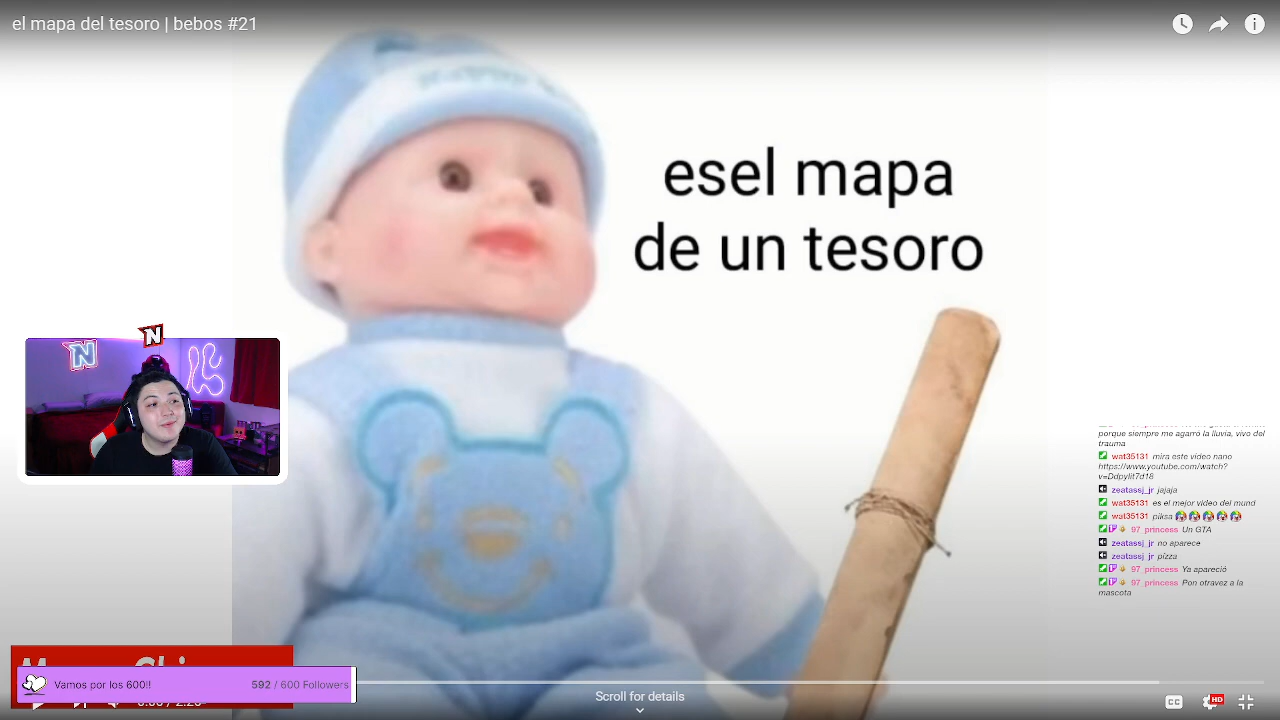 el mapa del tesoro | bebos #21
esel mapa
de un tesoro
N
N
porque siempre me agarró la lluvia, vivo del
trauma
wat35131 mira este video nano
https://www.youtube.com/watch?
zeatassj_jr jajaja
wat35131 es el mejor video del mund
wat35131 piksa
97_princess Un GTA
zeatassj_jr no aparece
zeatassj_jr pizza
97_princess Ya apareció
97_princess Pon otravez a la
mascota
Vamos por los 600!!
592 / 600 Followers
Scroll for details
CC
HD